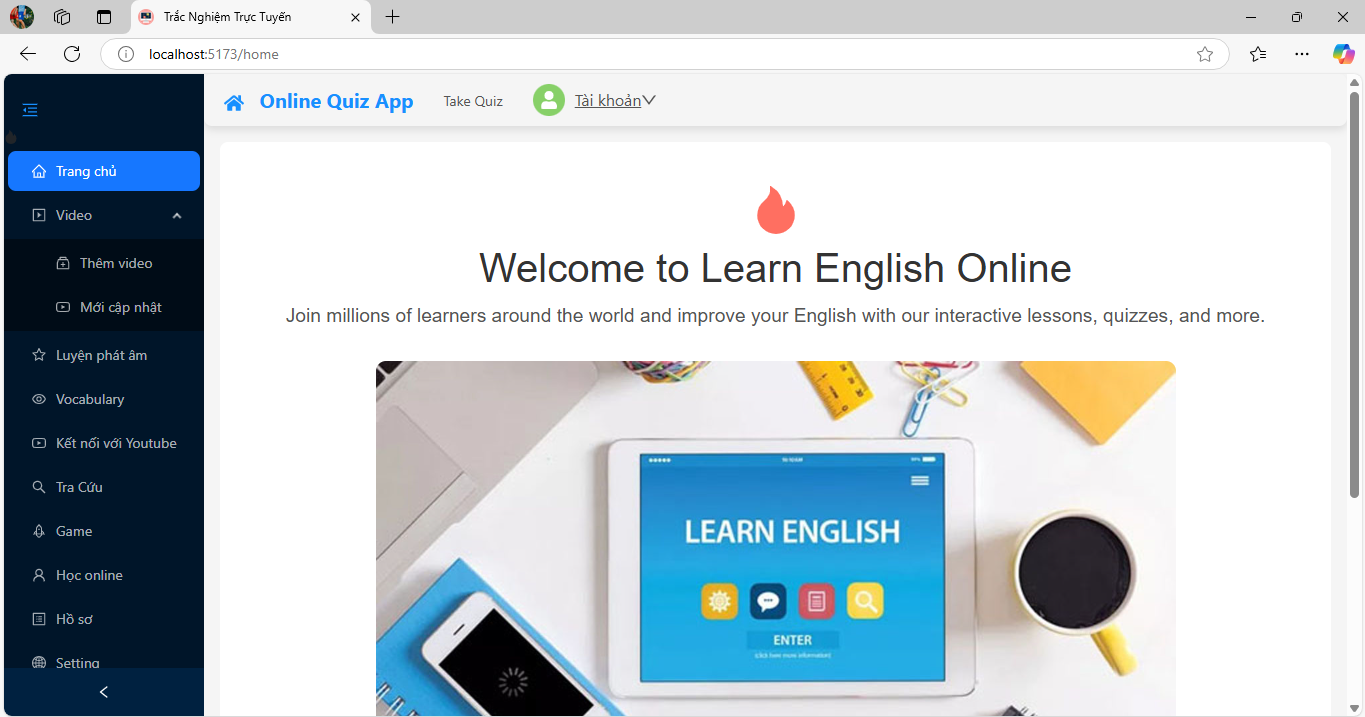 Trắc Nghiệm Trực Tuyến
localhost:5173/home
Online Quiz App
Take Quiz
Tài khoản
Trang chủ
Video
Thêm video
Mới cập nhật
Luyện phát âm
Vocabulary
Kết nối với Youtube
Tra Cứu
Game
Học online
Hồ sơ
Setting
Welcome to Learn English Online
Join millions of learners around the world and improve your English with our interactive lessons, quizzes, and more.
LEARN ENGLISH
ENTER